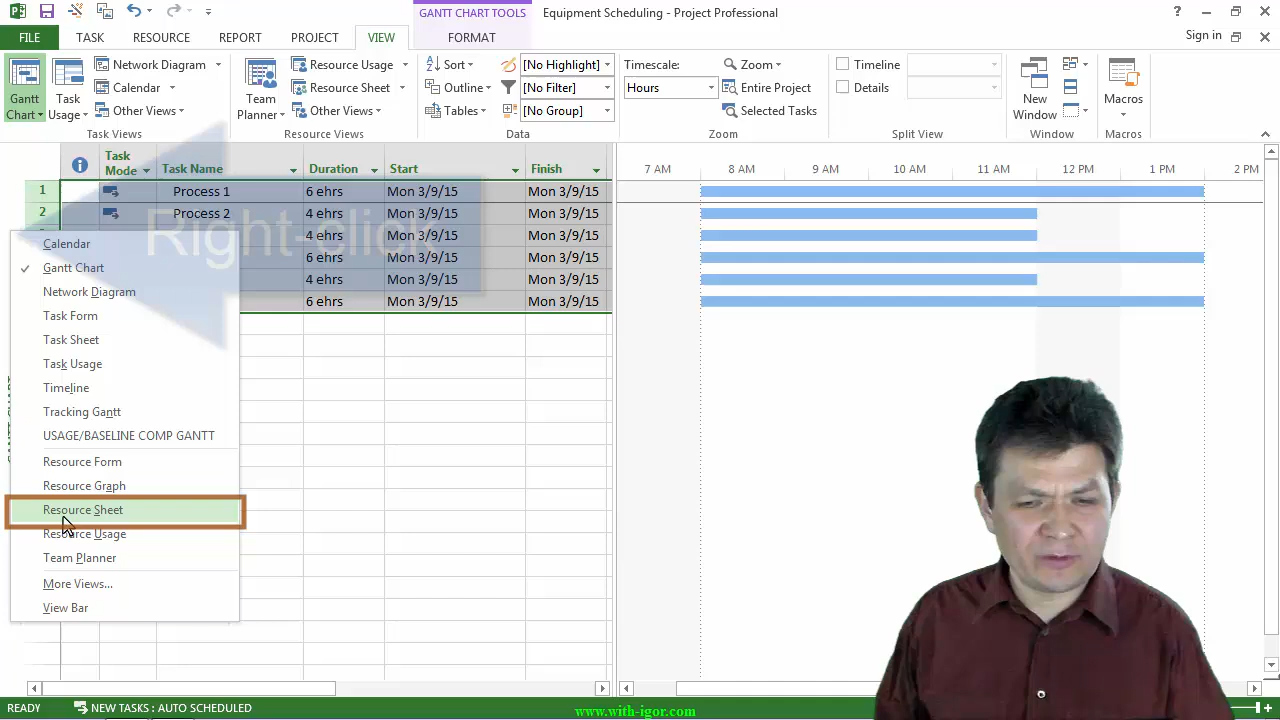 GANTT CHART TOOLS
Equipment Scheduling - Project Professional
FILE TASK RESOURCE REPORT PROJECT VIEW FORMAT
Sign in
Gantt Chart
Task Usage
Network Diagram
Calendar
Other Views
Task Views
Team Planner
Resource Usage
Resource Sheet
Other Views
Resource Views
Sort
Outline
Tables
[No Highlight]
[No Filter]
[No Group]
Data
Timescale:
Hours
Zoom
Entire Project
Selected Tasks
Zoom
Timeline
Details
Split View
New Window
Window
Macros
Macros
Task Mode Task Name Duration Start Finish
7 AM 8 AM 9 AM 10 AM 11 AM 12 PM 1 PM 2 PM
1 Process 1 6 ehrs Mon 3/9/15 Mon 3/9/15
2 Process 2 4 ehrs Mon 3/9/15 Mon 3/9/15
4 ehrs Mon 3/9/15 Mon 3/9/15
6 ehrs Mon 3/9/15 Mon 3/9/15
4 ehrs Mon 3/9/15 Mon 3/9/15
6 ehrs Mon 3/9/15 Mon 3/9/15
Right-click
Calendar
Gantt Chart
Network Diagram
Task Form
Task Sheet
Task Usage
Timeline
Tracking Gantt
USAGE/BASELINE COMP GANTT
Resource Form
Resource Graph
Resource Sheet
Resource Usage
Team Planner
More Views...
View Bar
READY NEW TASKS : AUTO SCHEDULED
www.with-igor.com